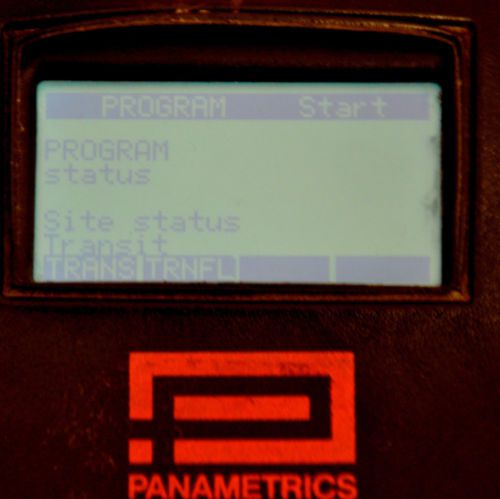 PROGRAM Start
PROGRAM
status
Site status
Transit
TRANS TRNFL
PANAMETRICS